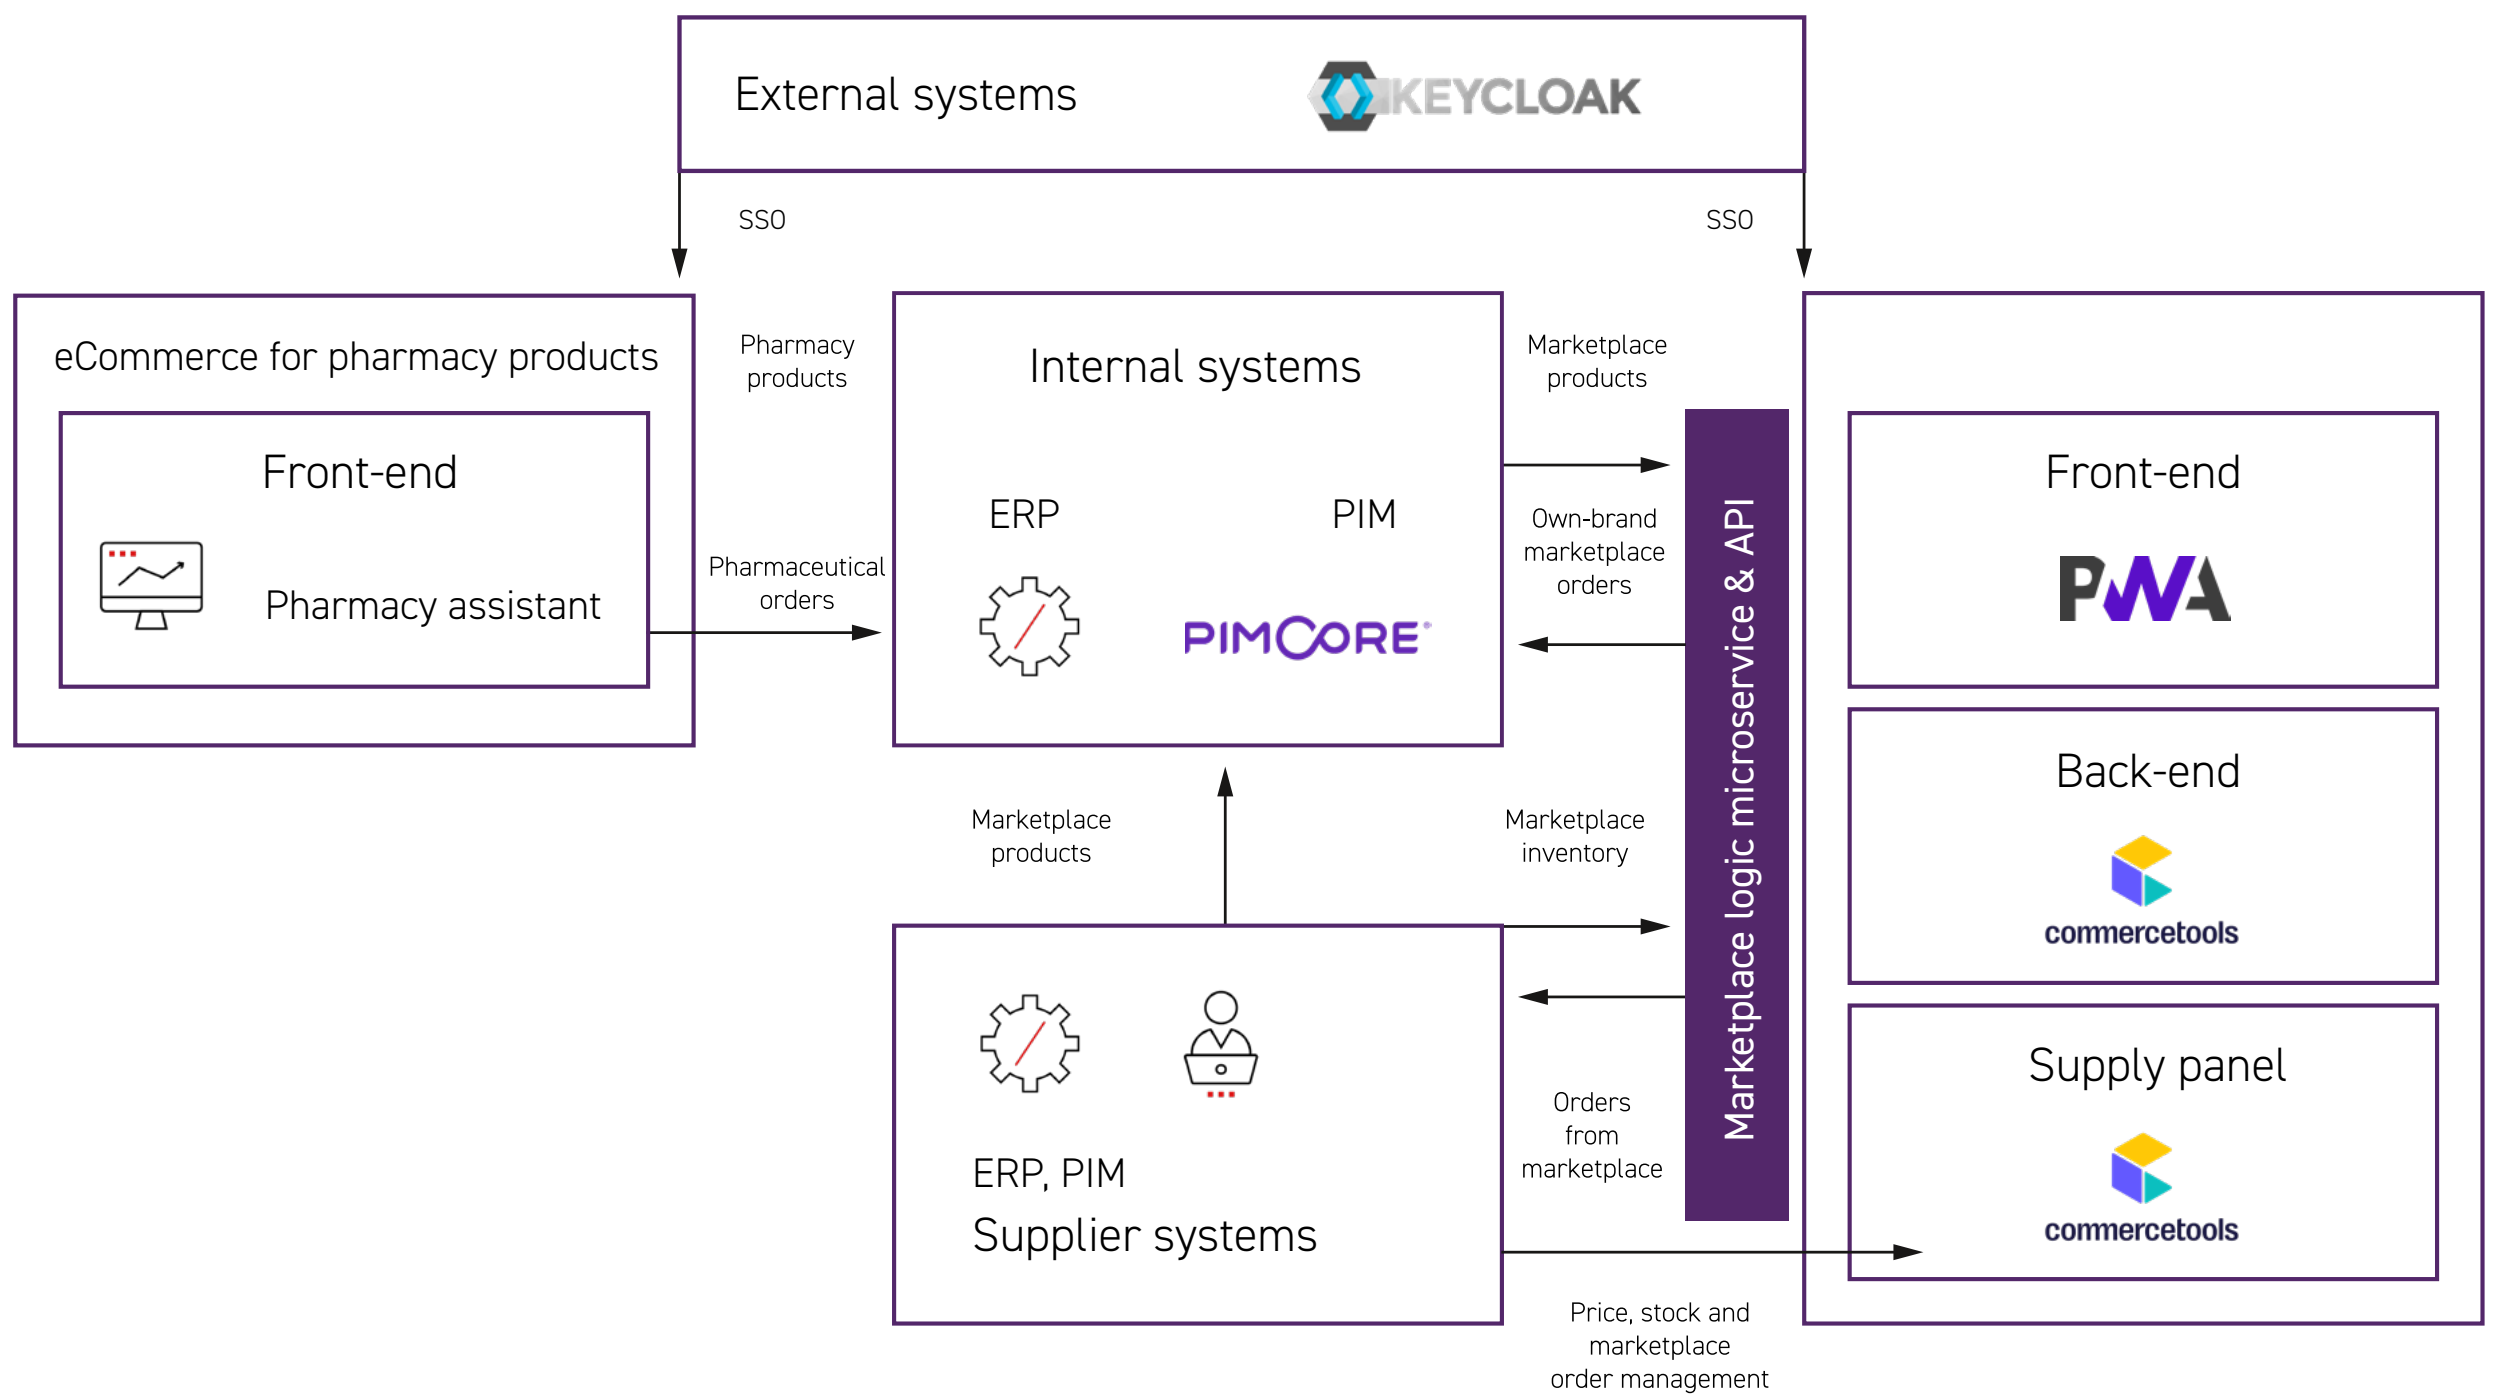 External systems
KEYCLOAK
SSO
SSO
eCommerce for pharmacy products
Front-end
Pharmacy assistant
Pharmacy
products
Pharmaceutical
orders
Internal systems
ERP
PIM
PIMCORE
Marketplace
products
Own-brand
marketplace
orders
Marketplace
products
Marketplace
inventory
Orders
from
marketplace
ERP, PIM
Supplier systems
Marketplace logic microservice & API
Front-end
PWA
Back-end
commercetools
Supply panel
commercetools
Price, stock and
marketplace
order management